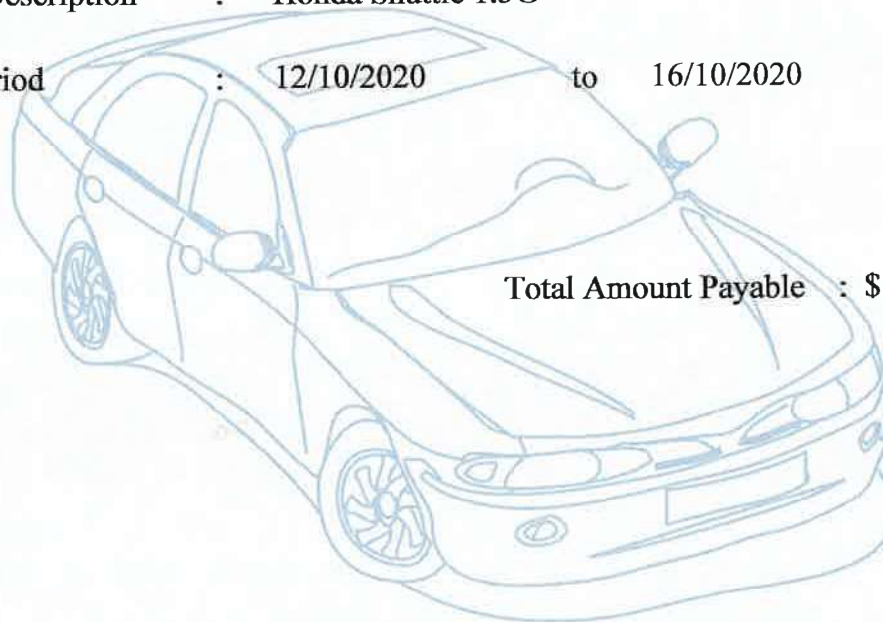 : Honda Shuttle 1.5G
: 12/10/2020 to 16/10/2020
Total Amount Payable : $